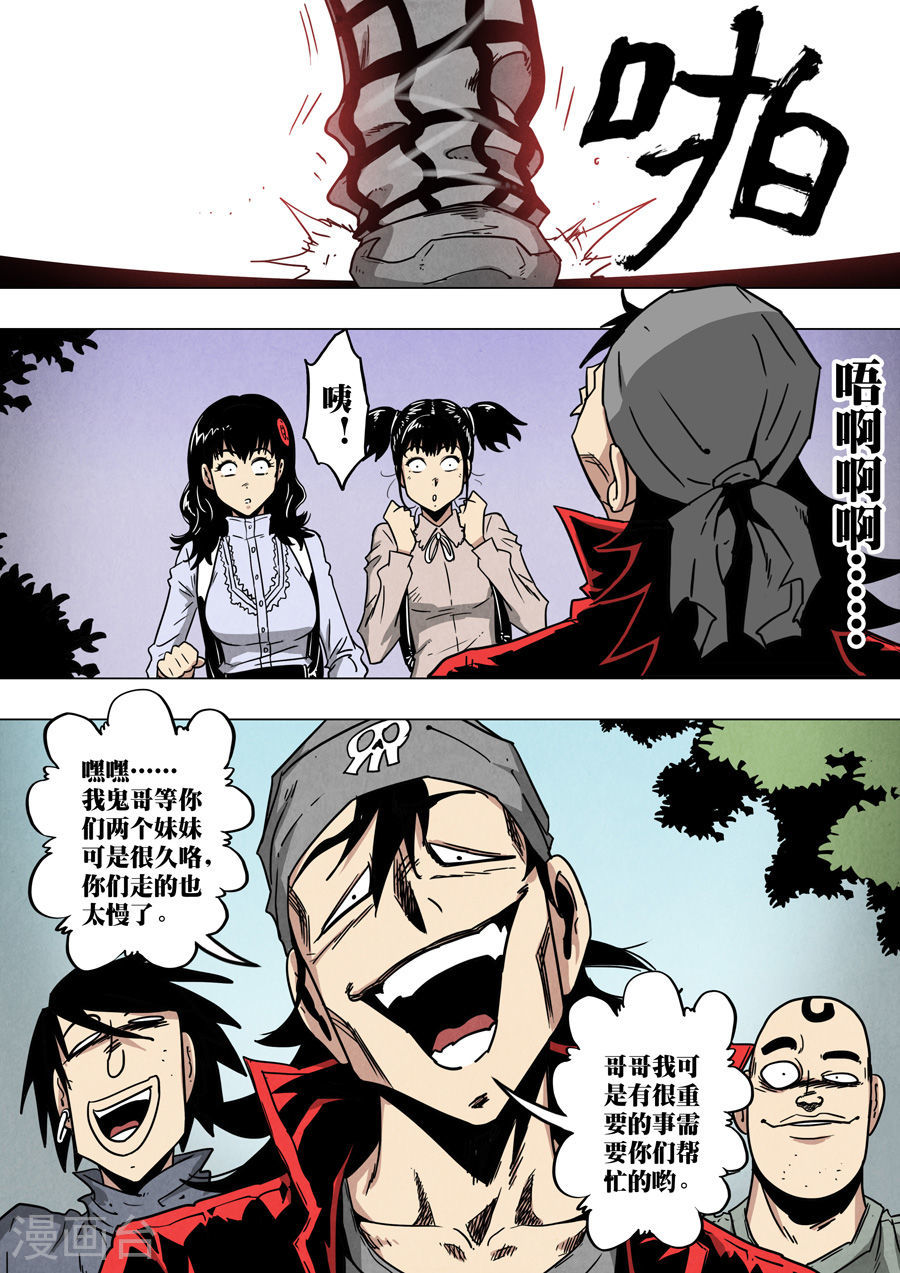 啪
咦！
唔啊啊啊……
嘿嘿……
我鬼哥等你
们两个妹妹
可是很久咯，
你们走的也
太慢了。
哥哥我可
是有很重
要的事需
要你们帮
忙的哟。
漫画台